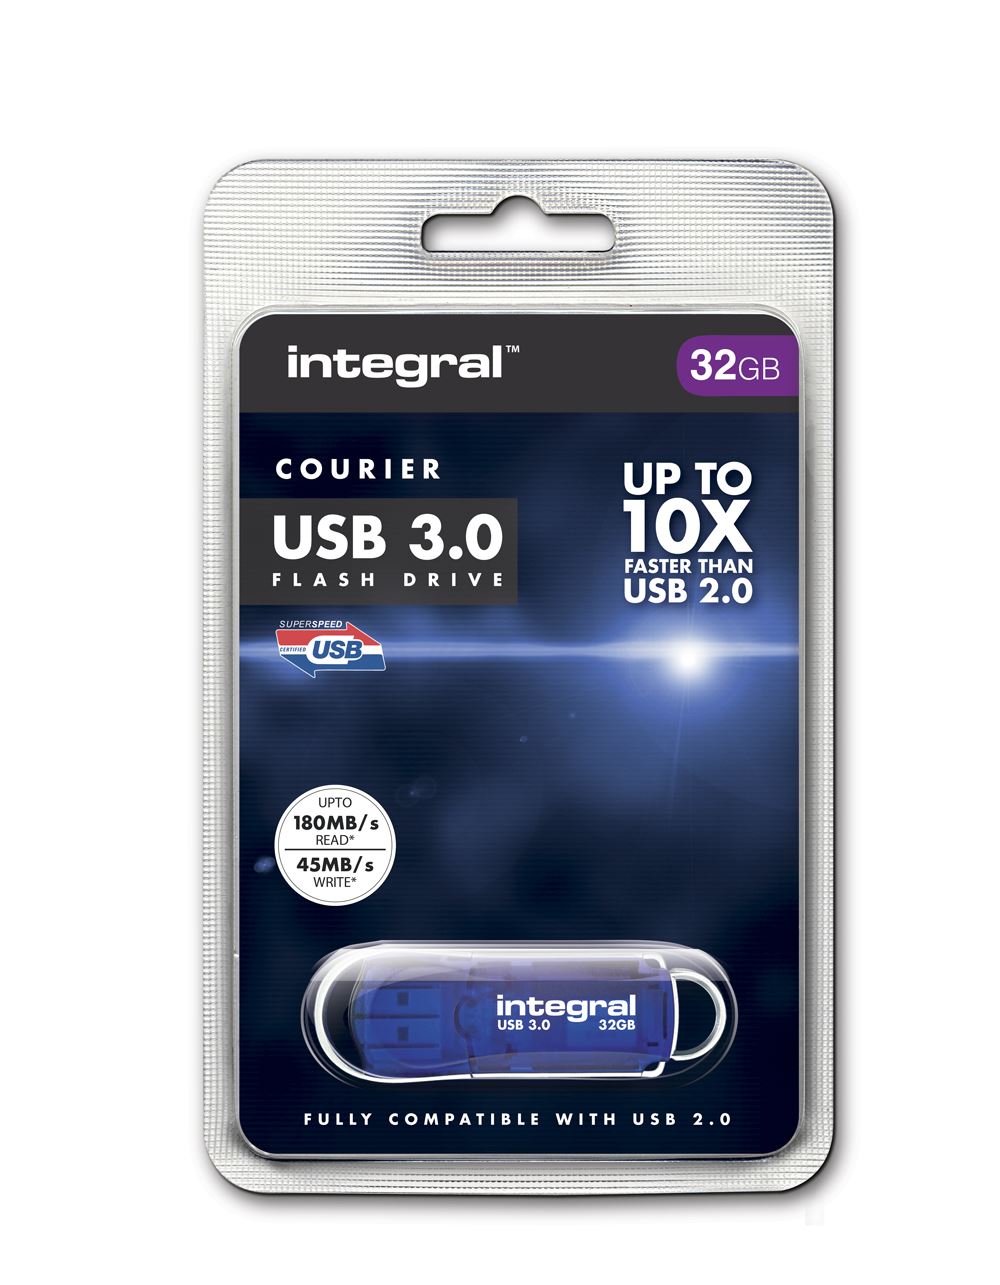 integral™
32GB
COURIER
USB 3.0
FLASH DRIVE
UP TO
10X
FASTER THAN
USB 2.0
SUPERSPEED
CERTIFIED USB
UPTO
180MB/s
READ*
45MB/s
WRITE*
integral
USB 3.0 32GB
FULLY COMPATIBLE WITH USB 2.0